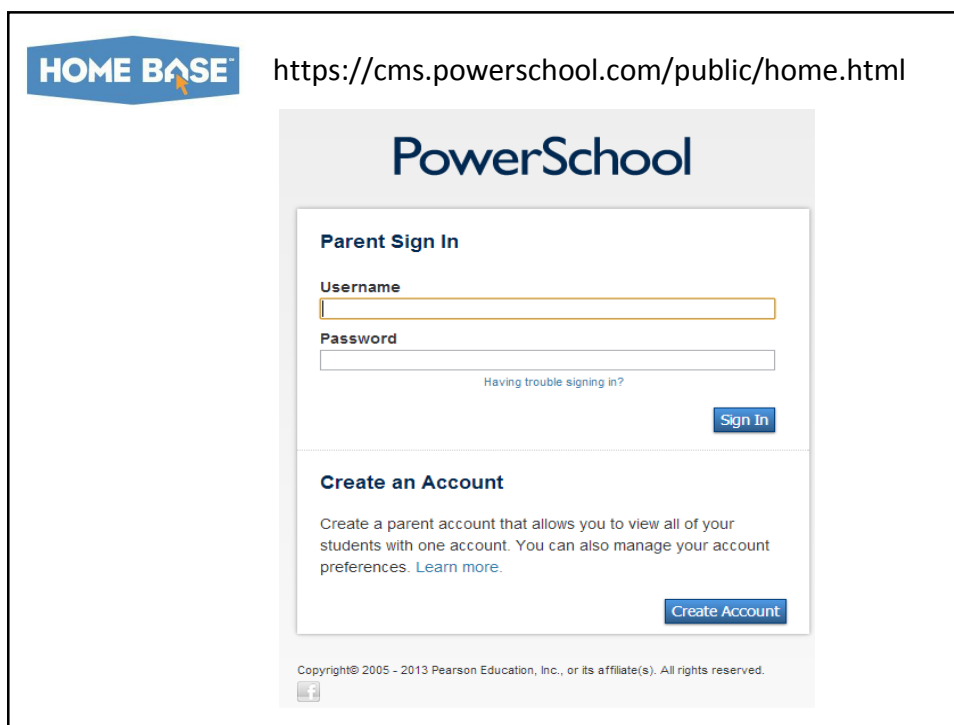 HOME BASE™
https://cms.powerschool.com/public/home.html
PowerSchool
Parent Sign In
Username
Password
Having trouble signing in?
Sign In
Create an Account
Create a parent account that allows you to view all of your
students with one account. You can also manage your account
preferences. Learn more.
Create Account
Copyright© 2005 - 2013 Pearson Education, Inc., or its affiliate(s). All rights reserved.
f